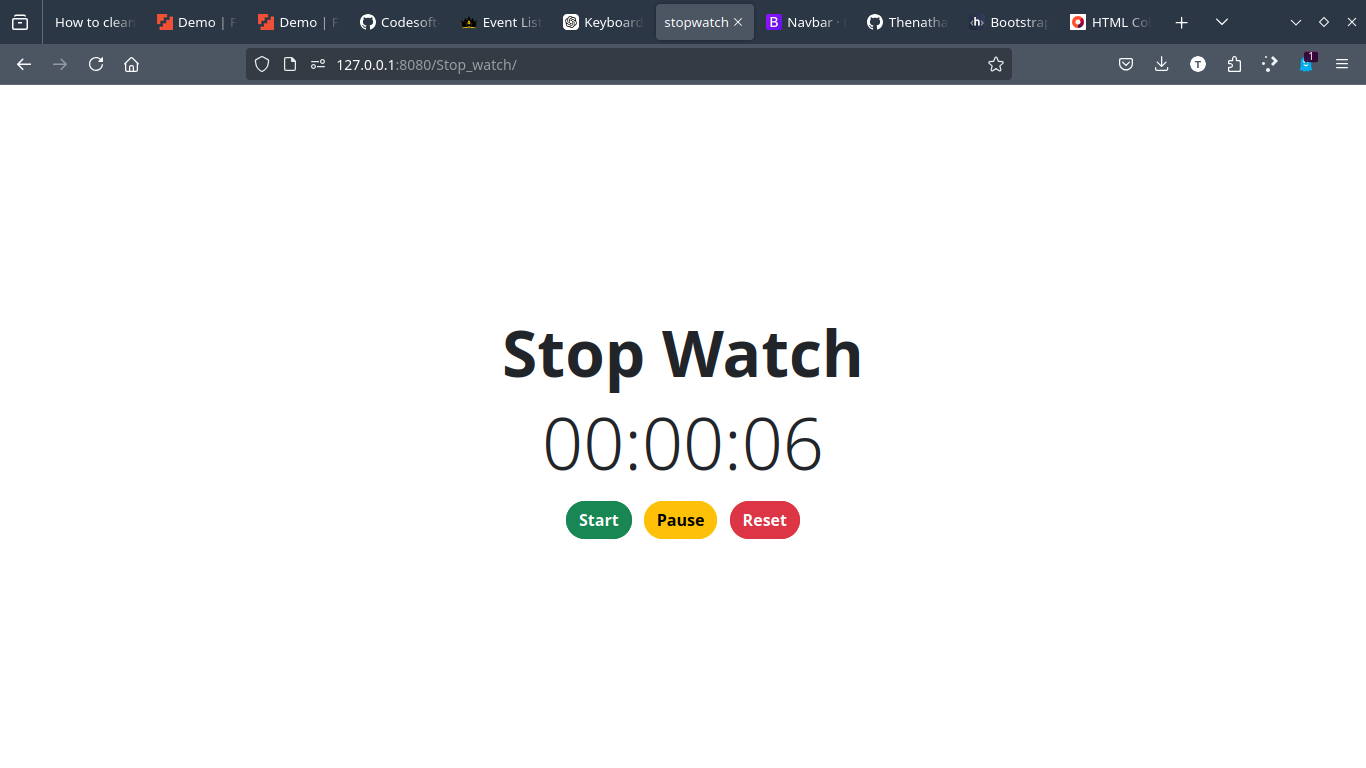 How to clean
Demo | F
Demo | F
Codesoft
Event List
Keyboard
stopwatch
B Navbar ·
Thenatha
h Bootstrap
HTML Co
127.0.0.1:8080/Stop_watch/
T
1
Stop Watch
00:00:06
Start Pause Reset